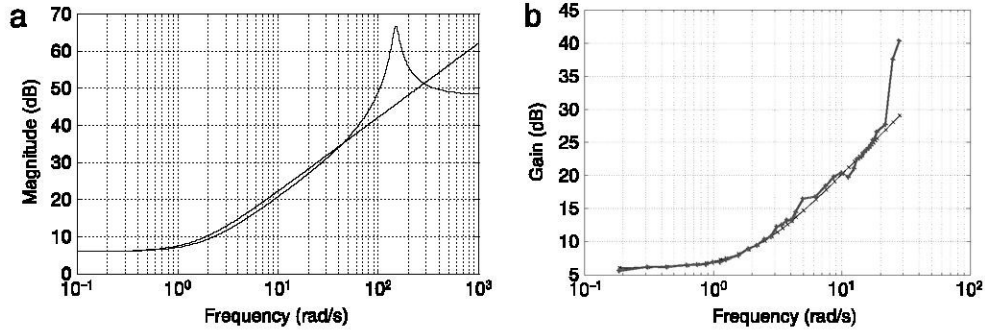 a
70
60
50
40
30
20
10
0
Magnitude (dB)
10⁻¹ 10⁰ 10¹ 10² 10³
Frequency (rad/s)
b
45
40
35
30
25
20
15
10
5
Gain (dB)
10⁻¹ 10⁰ 10¹ 10²
Frequency (rad/s)